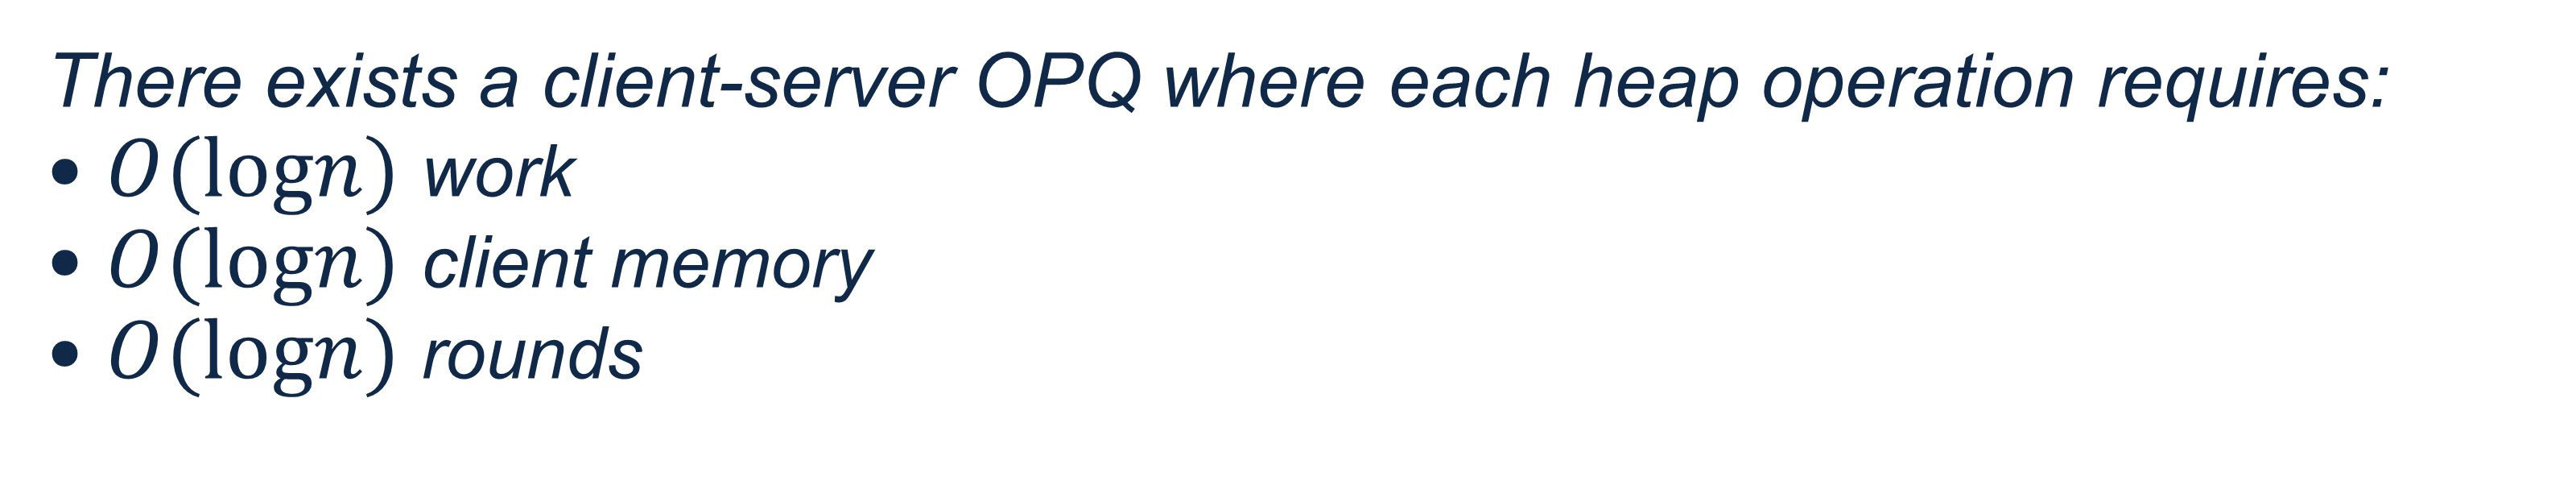 There exists a client-server OPQ where each heap operation requires:
• O(logn) work
• O(logn) client memory
• O(logn) rounds